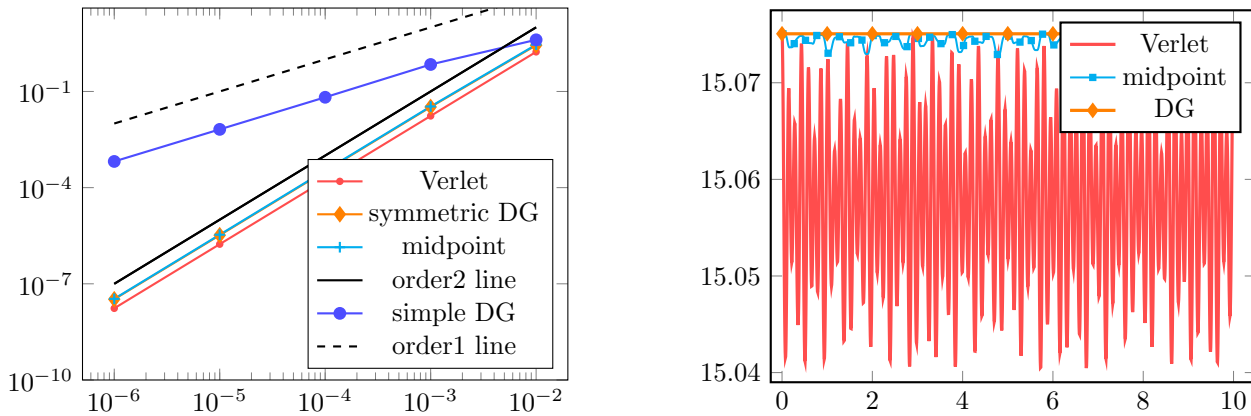 10⁻¹
10⁻⁴
10⁻⁷
10⁻¹⁰
10⁻⁶ 10⁻⁵ 10⁻⁴ 10⁻³ 10⁻²
Verlet
symmetric DG
midpoint
order2 line
simple DG
order1 line
15.07
15.06
15.05
15.04
0 2 4 6 8 10
Verlet
midpoint
DG